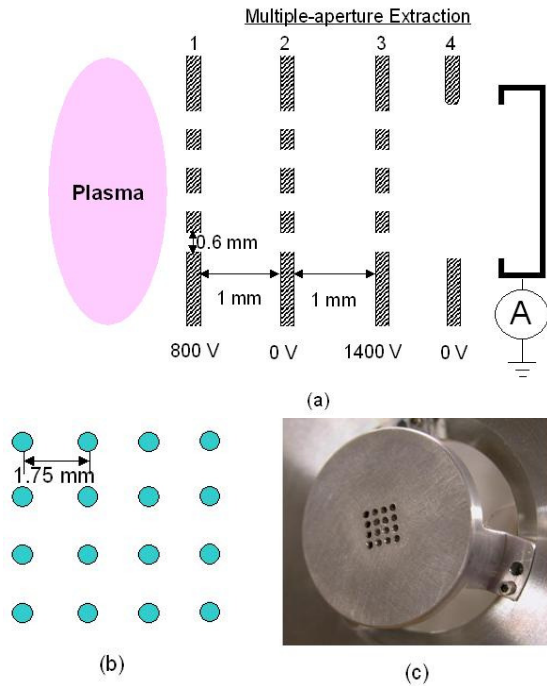 Multiple-aperture Extraction
1 2 3 4
Plasma
0.6 mm
1 mm 1 mm
A
800 V 0 V 1400 V 0 V
(a)
1.75 mm
(b) (c)